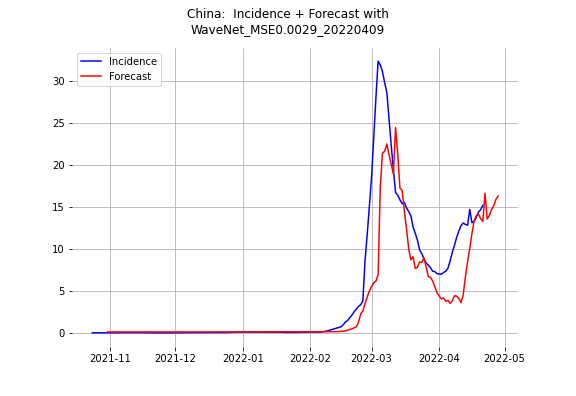 China:  Incidence + Forecast with
WaveNet_MSE0.0029_20220409
Incidence
Forecast
30
25
20
15
10
5
0
2021-11 2021-12 2022-01 2022-02 2022-03 2022-04 2022-05